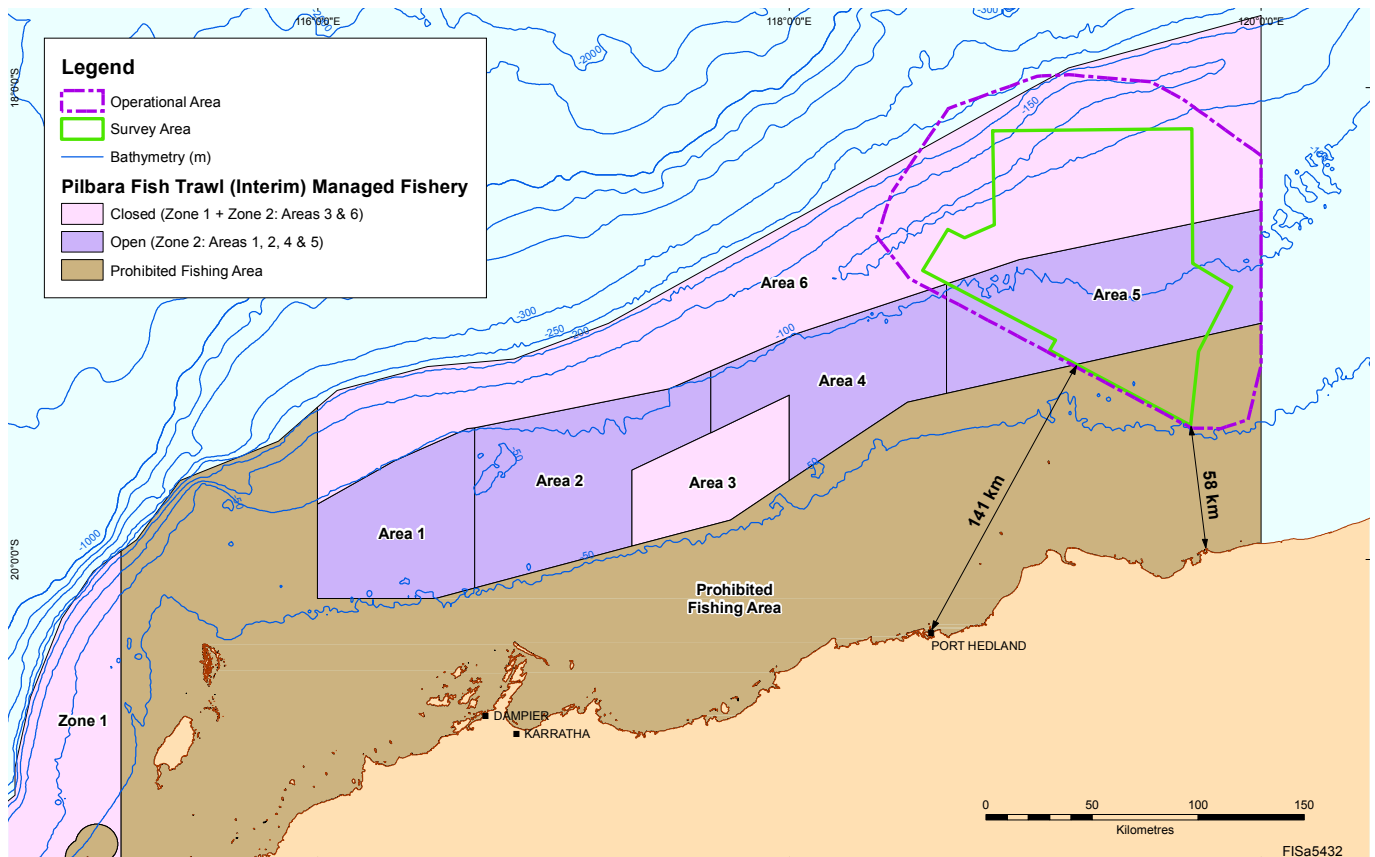 116°0'0"E
118°0'0"E
-300
120°0'0"E
-2000
18°0'0"S
Legend
Operational Area
Survey Area
Bathymetry (m)
Pilbara Fish Trawl (Interim) Managed Fishery
Closed (Zone 1 + Zone 2: Areas 3 & 6)
Open (Zone 2: Areas 1, 2, 4 & 5)
Prohibited Fishing Area
-150
Area 6
Area 5
-300
-250
-200
-100
Area 4
-50
-50
Area 2
Area 3
-50
141 km
58 km
Area 1
-1000
20°0'0"S
-50
Prohibited
Fishing Area
PORT HEDLAND
Zone 1
DAMPIER
KARRATHA
0 50 100 150
Kilometres
FISa5432